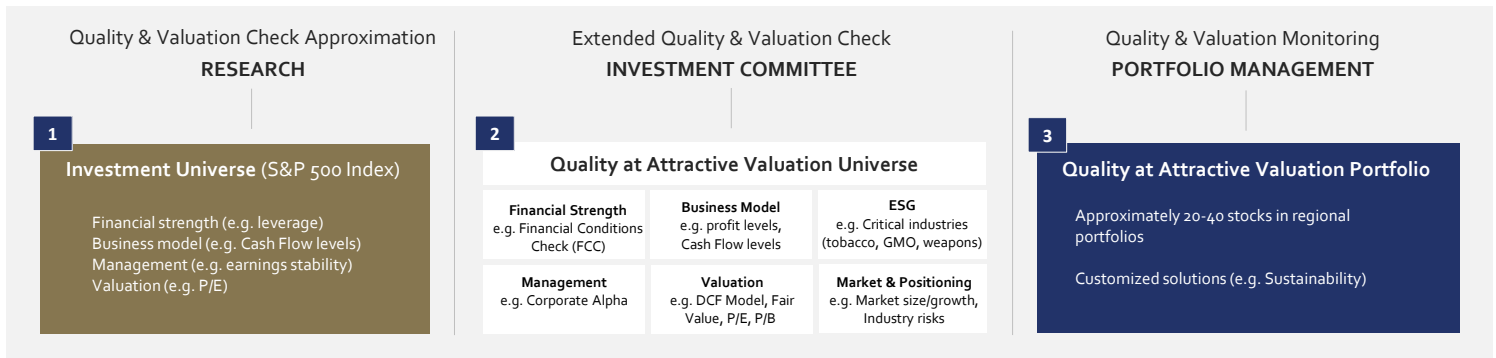 Quality & Valuation Check Approximation
RESEARCH
1
Investment Universe (S&P 500 Index)
Financial strength (e.g. leverage)
Business model (e.g. Cash Flow levels)
Management (e.g. earnings stability)
Valuation (e.g. P/E)
Extended Quality & Valuation Check
INVESTMENT COMMITTEE
2
Quality at Attractive Valuation Universe
Financial Strength
e.g. Financial Conditions
Check (FCC)
Business Model
e.g. profit levels,
Cash Flow levels
ESG
e.g. Critical industries
(tobacco, GMO, weapons)
Management
e.g. Corporate Alpha
Valuation
e.g. DCF Model, Fair
Value, P/E, P/B
Market & Positioning
e.g. Market size/growth,
Industry risks
Quality & Valuation Monitoring
PORTFOLIO MANAGEMENT
3
Quality at Attractive Valuation Portfolio
Approximately 20-40 stocks in regional
portfolios
Customized solutions (e.g. Sustainability)